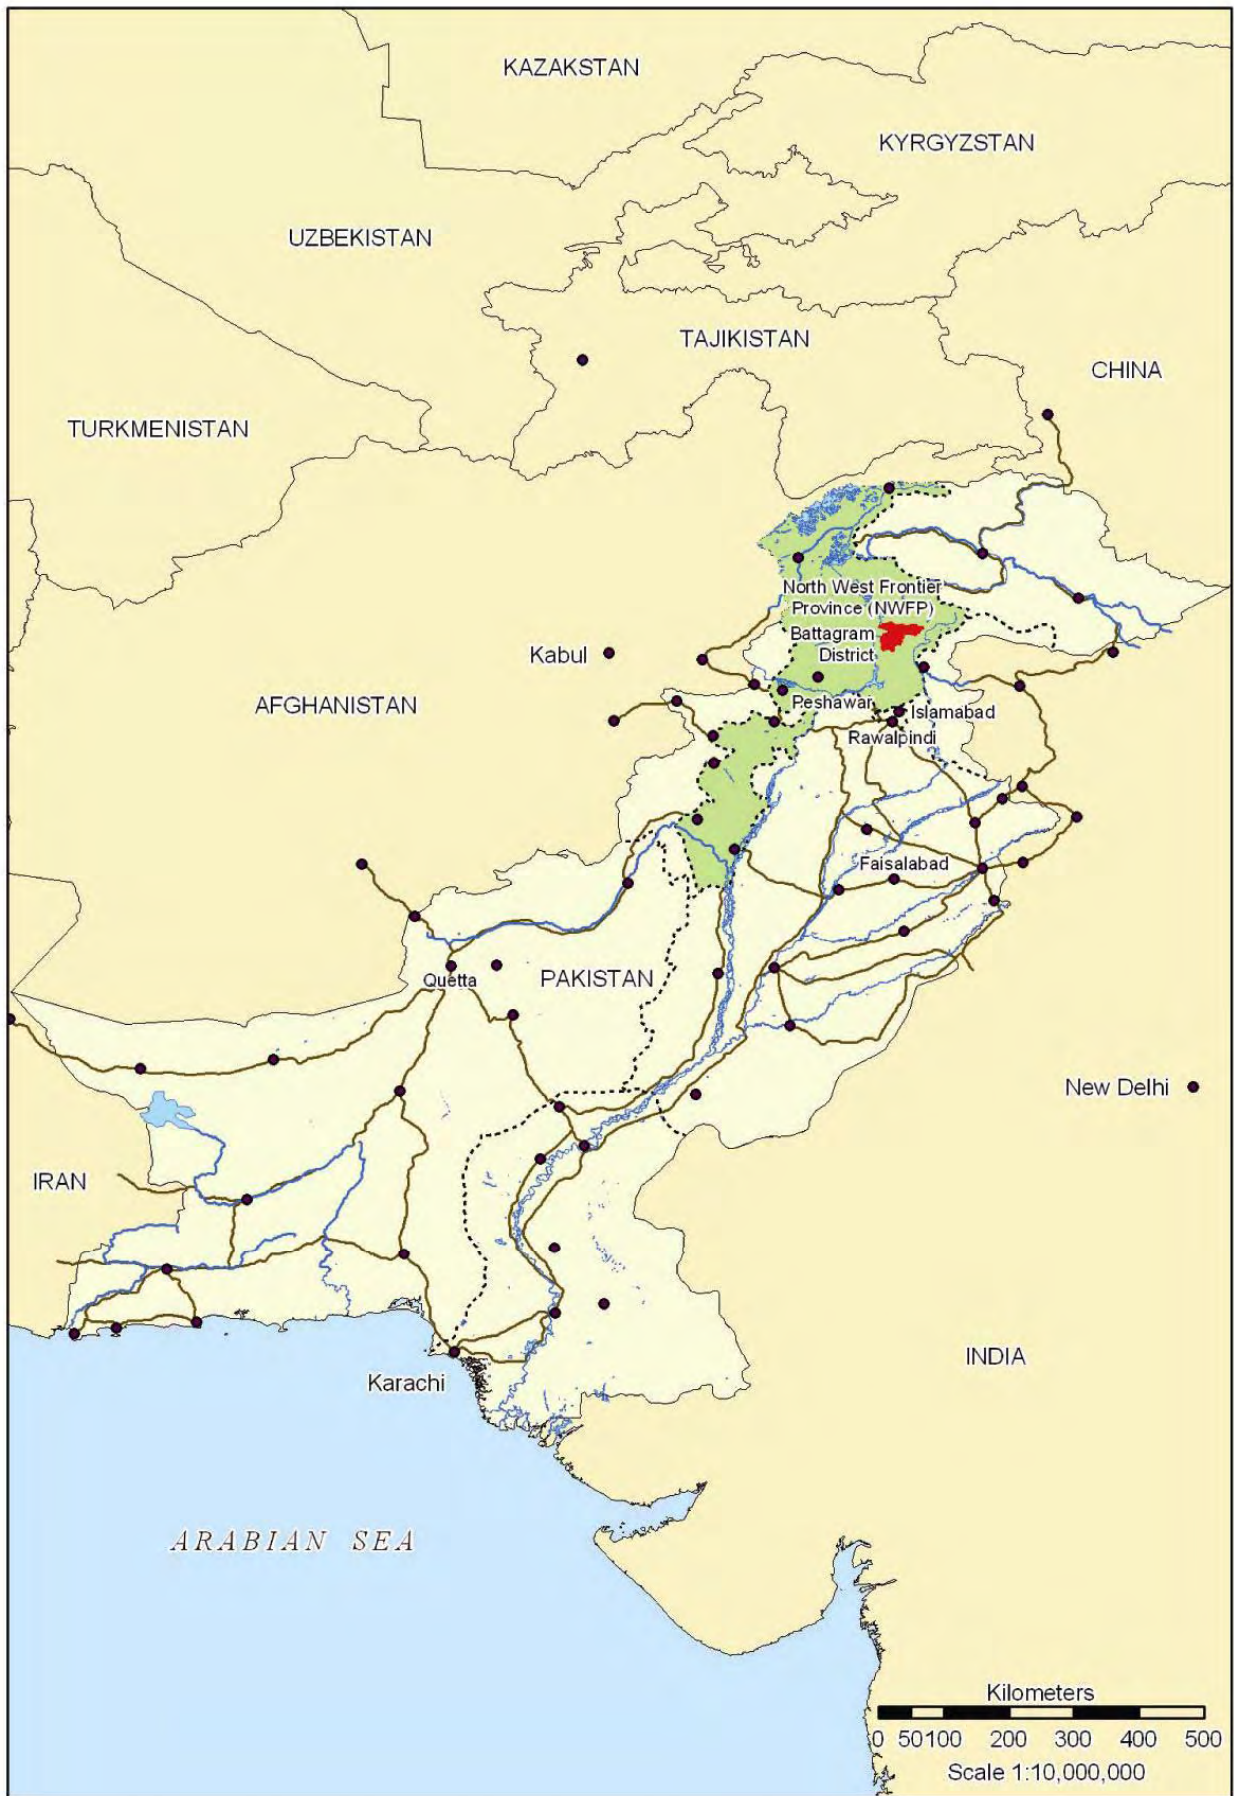 KAZAKSTAN
KYRGYZSTAN
UZBEKISTAN
TAJIKISTAN
CHINA
TURKMENISTAN
North West Frontier
Province (NWFP)
Battagram
District
Kabul
AFGHANISTAN
Peshawar
Islamabad
Rawalpindi
Faisalabad
Quetta
PAKISTAN
New Delhi
IRAN
INDIA
Karachi
ARABIAN SEA
Kilometers
0 50 100 200 300 400 500
Scale 1:10,000,000